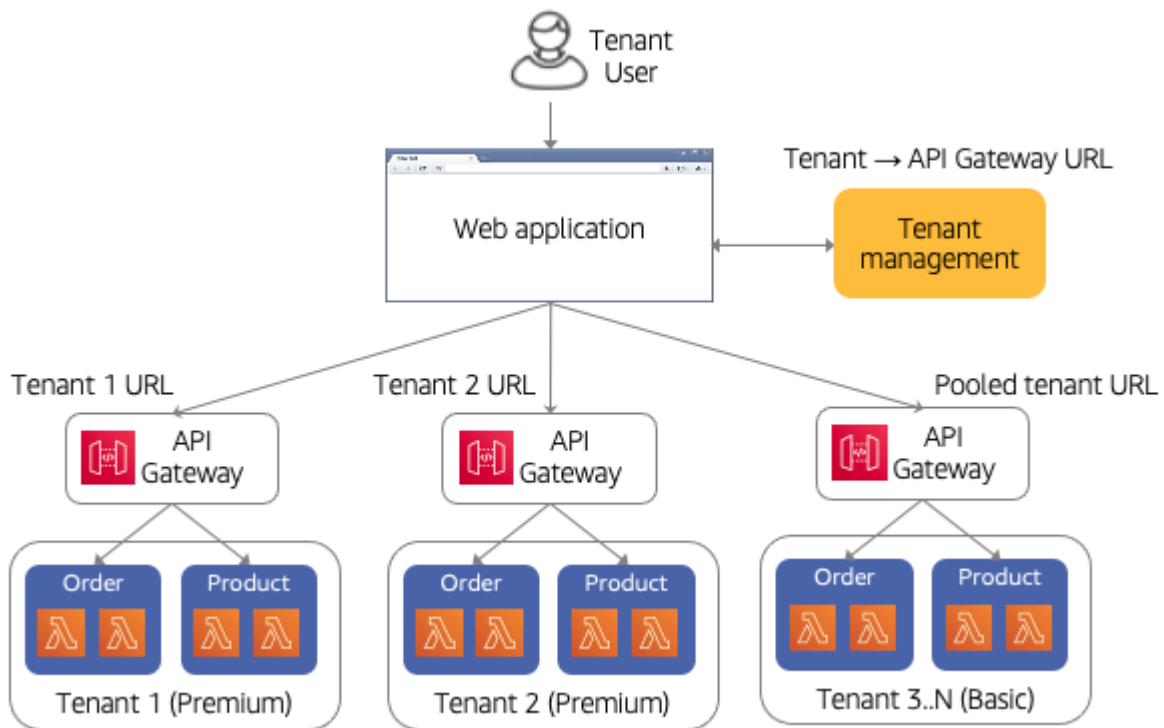 Tenant
User
Tenant → API Gateway URL
Web application
Tenant
management
Tenant 1 URL
Tenant 2 URL
Pooled tenant URL
API
Gateway
API
Gateway
API
Gateway
Order
Product
Order
Product
Order
Product
Tenant 1 (Premium)
Tenant 2 (Premium)
Tenant 3..N (Basic)